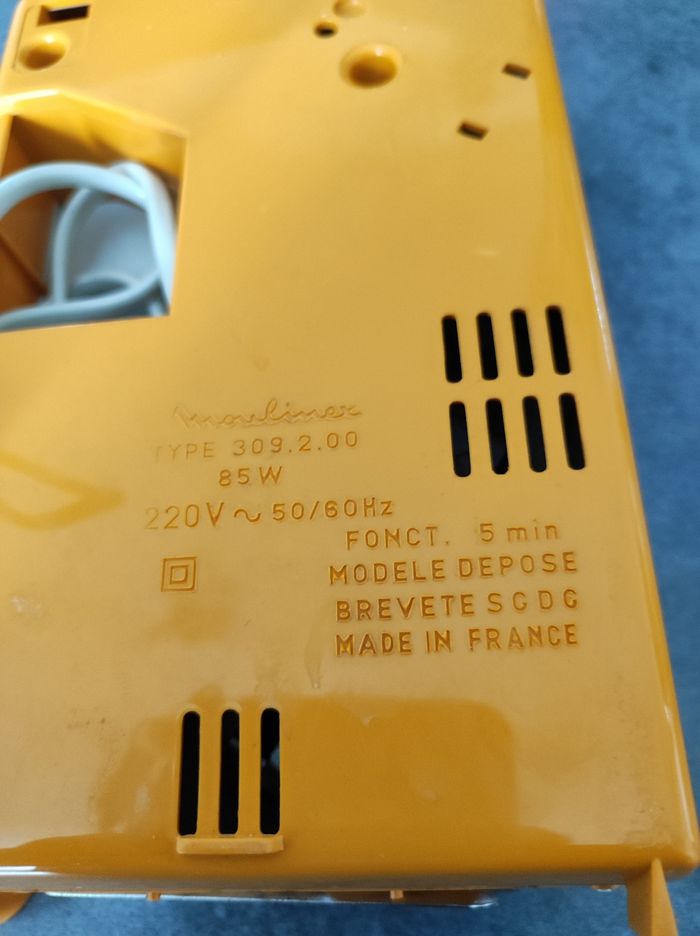 Moulinex
TYPE 309.2.00
85W
220V ~ 50/60Hz
FONCT. 5 min
MODELE DEPOSE
BREVETE S G D G
MADE IN FRANCE